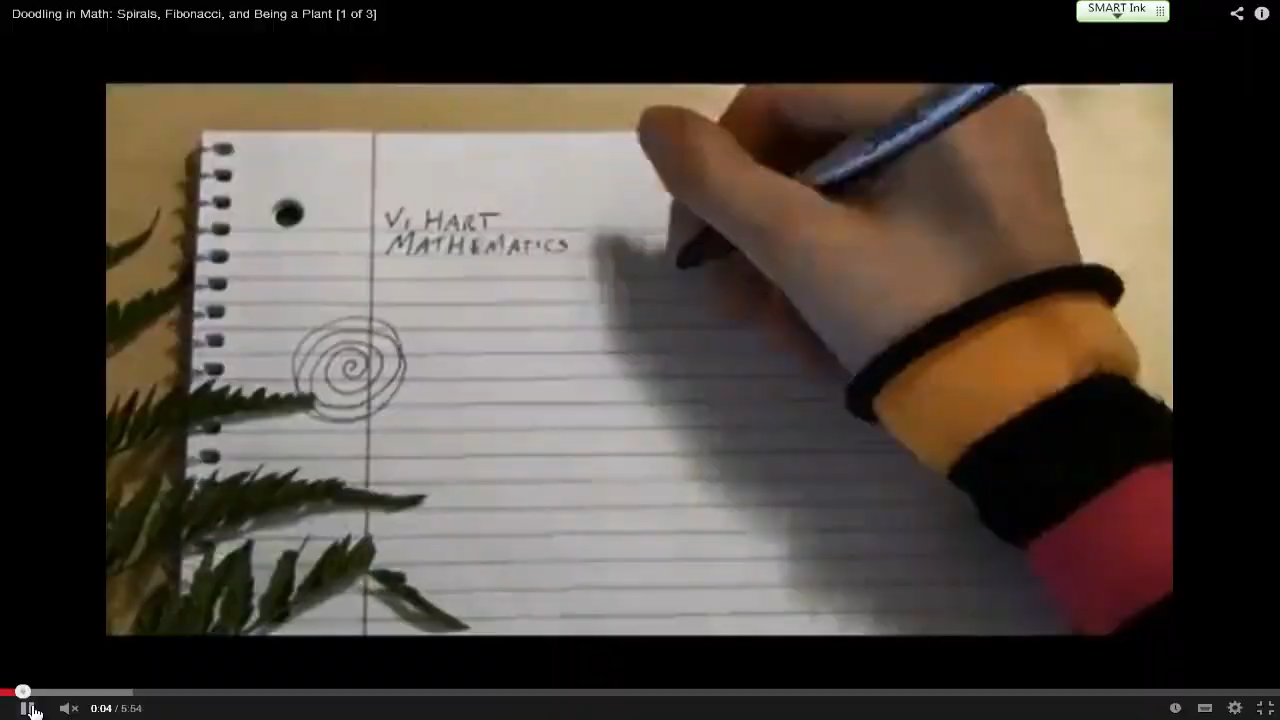 Doodling in Math: Spirals, Fibonacci, and Being a Plant [1 of 3]
SMART Ink
VI HART
MATHEMATICS
0:04 / 5:54